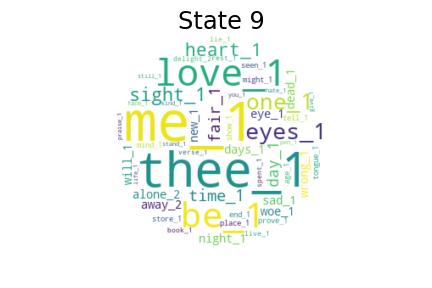 State 9
lie_1
heart_1
delight_2
rest_1
love_1
seen_1
still_1
might_1
dead_1
sight_1
you_1
hate_1
face_1
kind_1
one_1
give_1
me_1
new_1
fair_1
show_1
eye_1
tell_1
praise_1
eyes_1
mind_1
stand_1
pen_1
verse_1
days_1
will_1
life_1
thee_1
spent_1
day_1
age_1
wrong_1
tongue_1
alone_2
time_1
sad_1
away_2
be_1
end_1
woe_1
store_1
place_1
prove_1
book_1
night_1
live_1